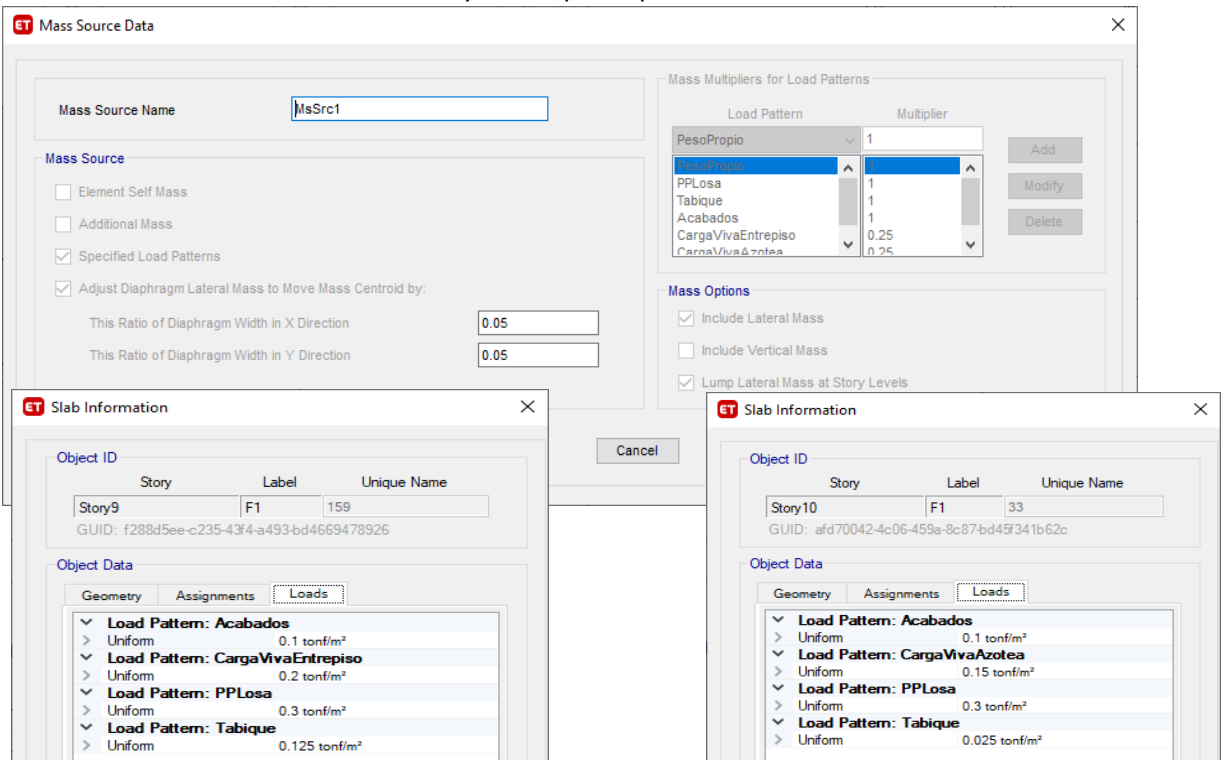 ET Mass Source Data
Mass Source Name MsSrc1
Mass Source
Element Self Mass
Additional Mass
Specified Load Patterns
Adjust Diaphragm Lateral Mass to Move Mass Centroid by:
This Ratio of Diaphragm Width in X Direction 0.05
This Ratio of Diaphragm Width in Y Direction 0.05
Mass Multipliers for Load Patterns
Load Pattern Multiplier
PesoPropio 1
PesoPropio 1
PPLosa 1
Tabique 1
Acabados 1
CargaVivaEntrepiso 0.25
CargaVivaAzotea 0.25
Add
Modify
Delete
Mass Options
Include Lateral Mass
Include Vertical Mass
Lump Lateral Mass at Story Levels
Cancel
ET Slab Information
Object ID
Story Label Unique Name
Story9 F1 159
GUID: f288d5ee-c235-43f4-a493-bd4669478926
Object Data
Geometry Assignments Loads
Load Pattern: Acabados
Uniform 0.1 tonf/m²
Load Pattern: CargaVivaEntrepiso
Uniform 0.2 tonf/m²
Load Pattern: PPLosa
Uniform 0.3 tonf/m²
Load Pattern: Tabique
Uniform 0.125 tonf/m²
ET Slab Information
Object ID
Story Label Unique Name
Story10 F1 33
GUID: afd70042-4c06-459a-8c87-bd45f341b62c
Object Data
Geometry Assignments Loads
Load Pattern: Acabados
Uniform 0.1 tonf/m²
Load Pattern: CargaVivaAzotea
Uniform 0.15 tonf/m²
Load Pattern: PPLosa
Uniform 0.3 tonf/m²
Load Pattern: Tabique
Uniform 0.025 tonf/m²